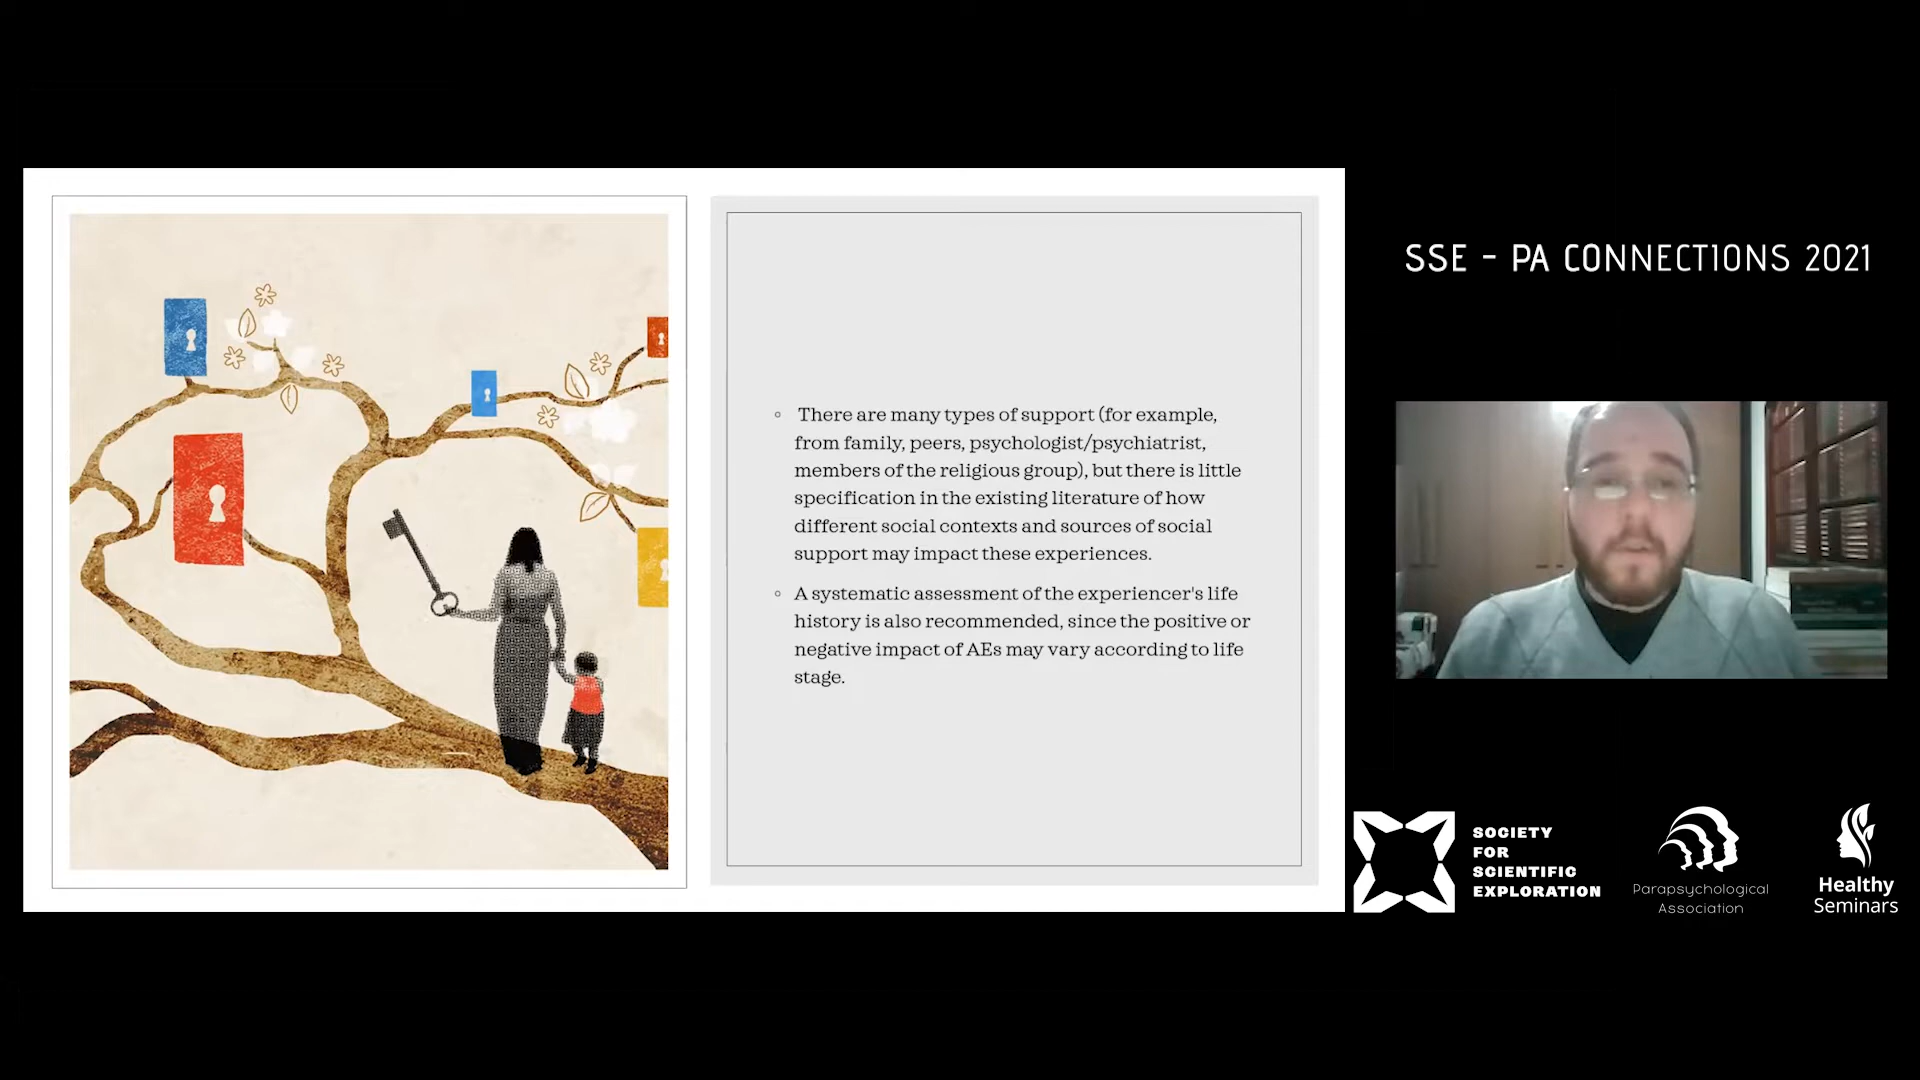 There are many types of support (for example,
from family, peers, psychologist/psychiatrist,
members of the religious group), but there is little
specification in the existing literature of how
different social contexts and sources of social
support may impact these experiences.
A systematic assessment of the experiencer's life
history is also recommended, since the positive or
negative impact of AEs may vary according to life
stage.
SSE - PA CONNECTIONS 2021
SOCIETY
FOR
SCIENTIFIC
EXPLORATION
Parapsychological
Association
Healthy
Seminars